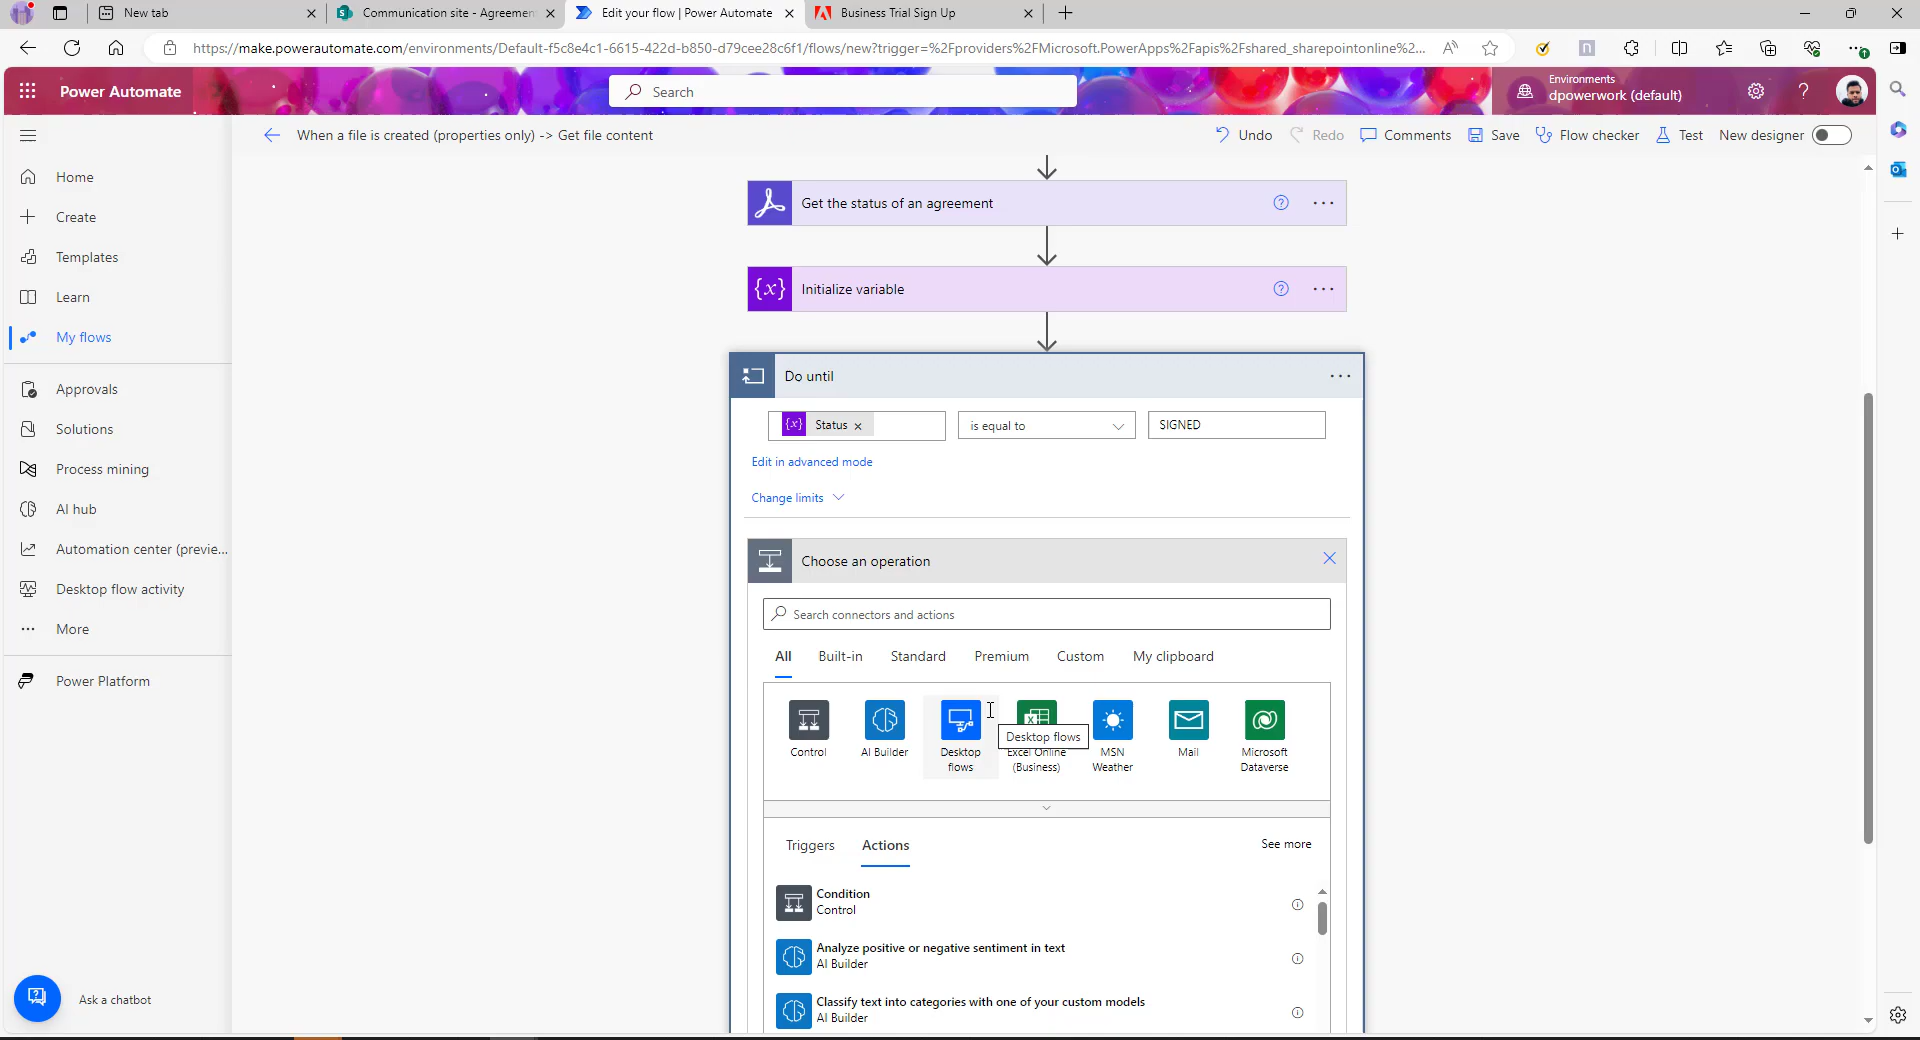 New tab
Communication site - Agreemen
Edit your flow | Power Automate
Business Trial Sign Up
https://make.powerautomate.com/environments/Default-f5c8e4c1-6615-422d-b850-d79cee28c6f1/flows/new?trigger=%2Fproviders%2FMicrosoft.PowerApps%2Fapis%2Fshared_sharepointonline%2...
Power Automate
Search
Environments
dpowerwork (default)
When a file is created (properties only) -> Get file content
Undo
Redo
Comments
Save
Flow checker
Test
New designer
Home
Create
Templates
Learn
My flows
Approvals
Solutions
Process mining
AI hub
Automation center (previe...
Desktop flow activity
More
Power Platform
Ask a chatbot
Get the status of an agreement
{x} Initialize variable
Do until
{x} Status
is equal to
SIGNED
Edit in advanced mode
Change limits
Choose an operation
Search connectors and actions
All
Built-in
Standard
Premium
Custom
My clipboard
Control
AI Builder
Desktop
flows
Desktop flows
Excel Online
(Business)
MSN
Weather
Mail
Microsoft
Dataverse
Triggers
Actions
See more
Condition
Control
Analyze positive or negative sentiment in text
AI Builder
Classify text into categories with one of your custom models
AI Builder